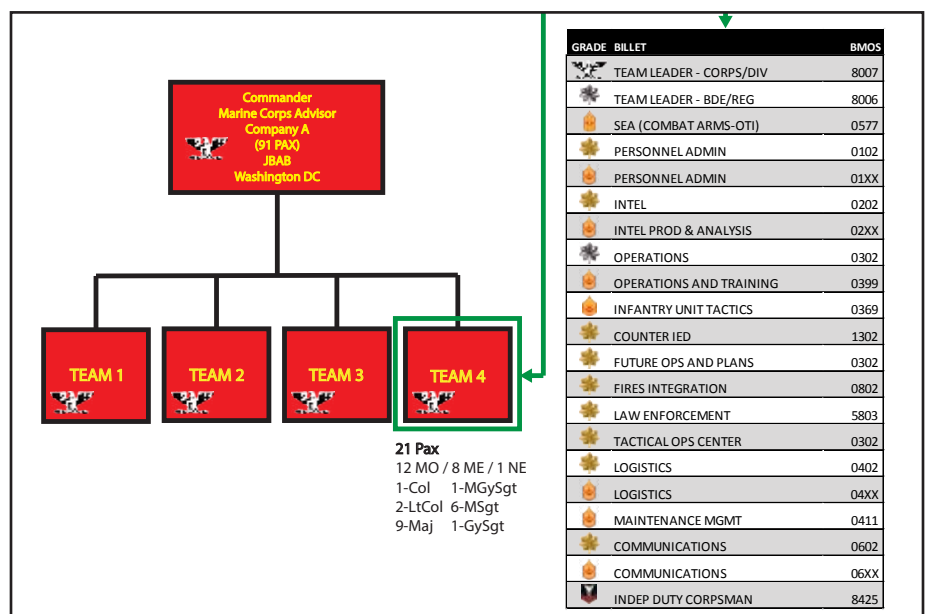 Commander
Marine Corps Advisor
Company A
(91 PAX)
JBAB
Washington DC
TEAM 1
TEAM 2
TEAM 3
TEAM 4
21 Pax
12 MO / 8 ME / 1 NE
1-Col 1-MGySgt
2-LtCol 6-MSgt
9-Maj 1-GySgt
GRADE BILLET BMOS
TEAM LEADER - CORPS/DIV 8007
TEAM LEADER - BDE/REG 8006
SEA (COMBAT ARMS-OTI) 0577
PERSONNEL ADMIN 0102
PERSONNEL ADMIN 01XX
INTEL 0202
INTEL PROD & ANALYSIS 02XX
OPERATIONS 0302
OPERATIONS AND TRAINING 0399
INFANTRY UNIT TACTICS 0369
COUNTER IED 1302
FUTURE OPS AND PLANS 0302
FIRES INTEGRATION 0802
LAW ENFORCEMENT 5803
TACTICAL OPS CENTER 0302
LOGISTICS 0402
LOGISTICS 04XX
MAINTENANCE MGMT 0411
COMMUNICATIONS 0602
COMMUNICATIONS 06XX
INDEP DUTY CORPSMAN 8425